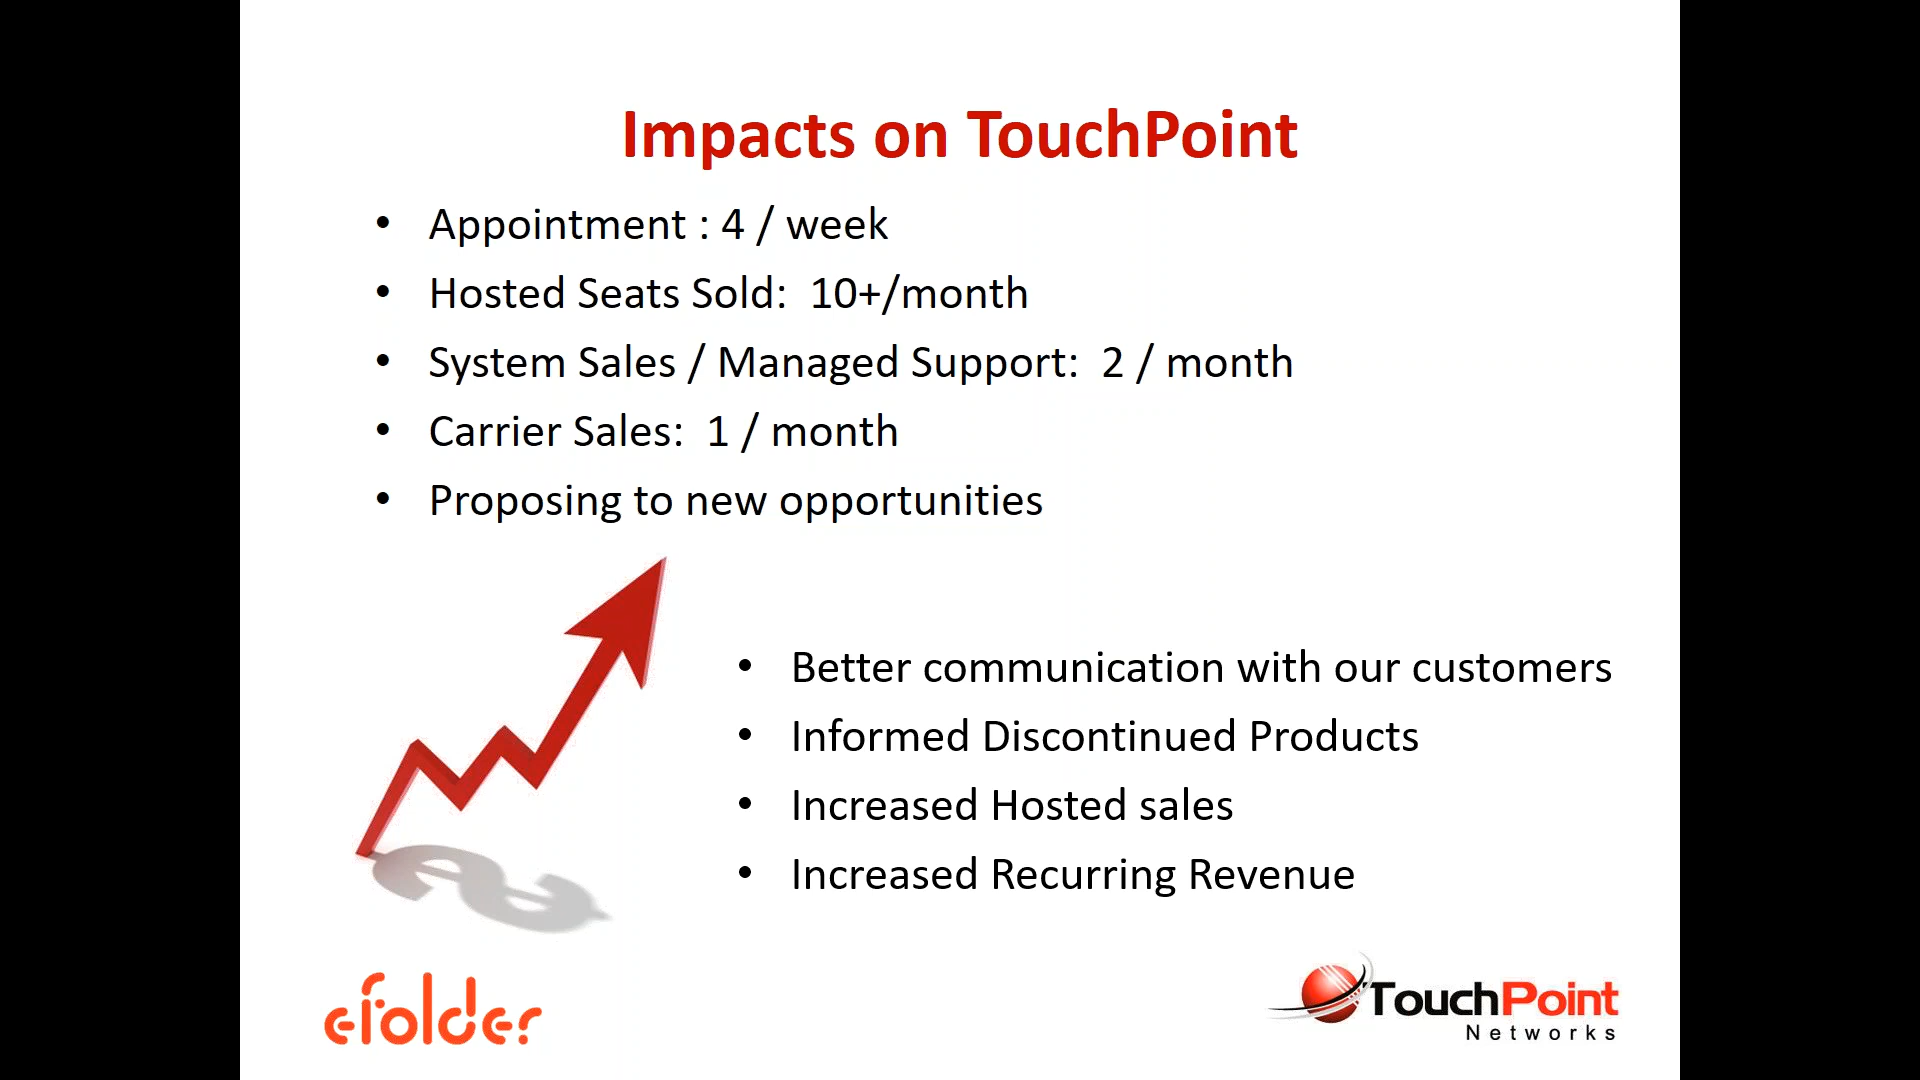 Impacts on TouchPoint
• Appointment : 4 / week
• Hosted Seats Sold:  10+/month
• System Sales / Managed Support:  2 / month
• Carrier Sales:  1 / month
• Proposing to new opportunities
• Better communication with our customers
• Informed Discontinued Products
• Increased Hosted sales
• Increased Recurring Revenue
efolder
TouchPoint
Networks